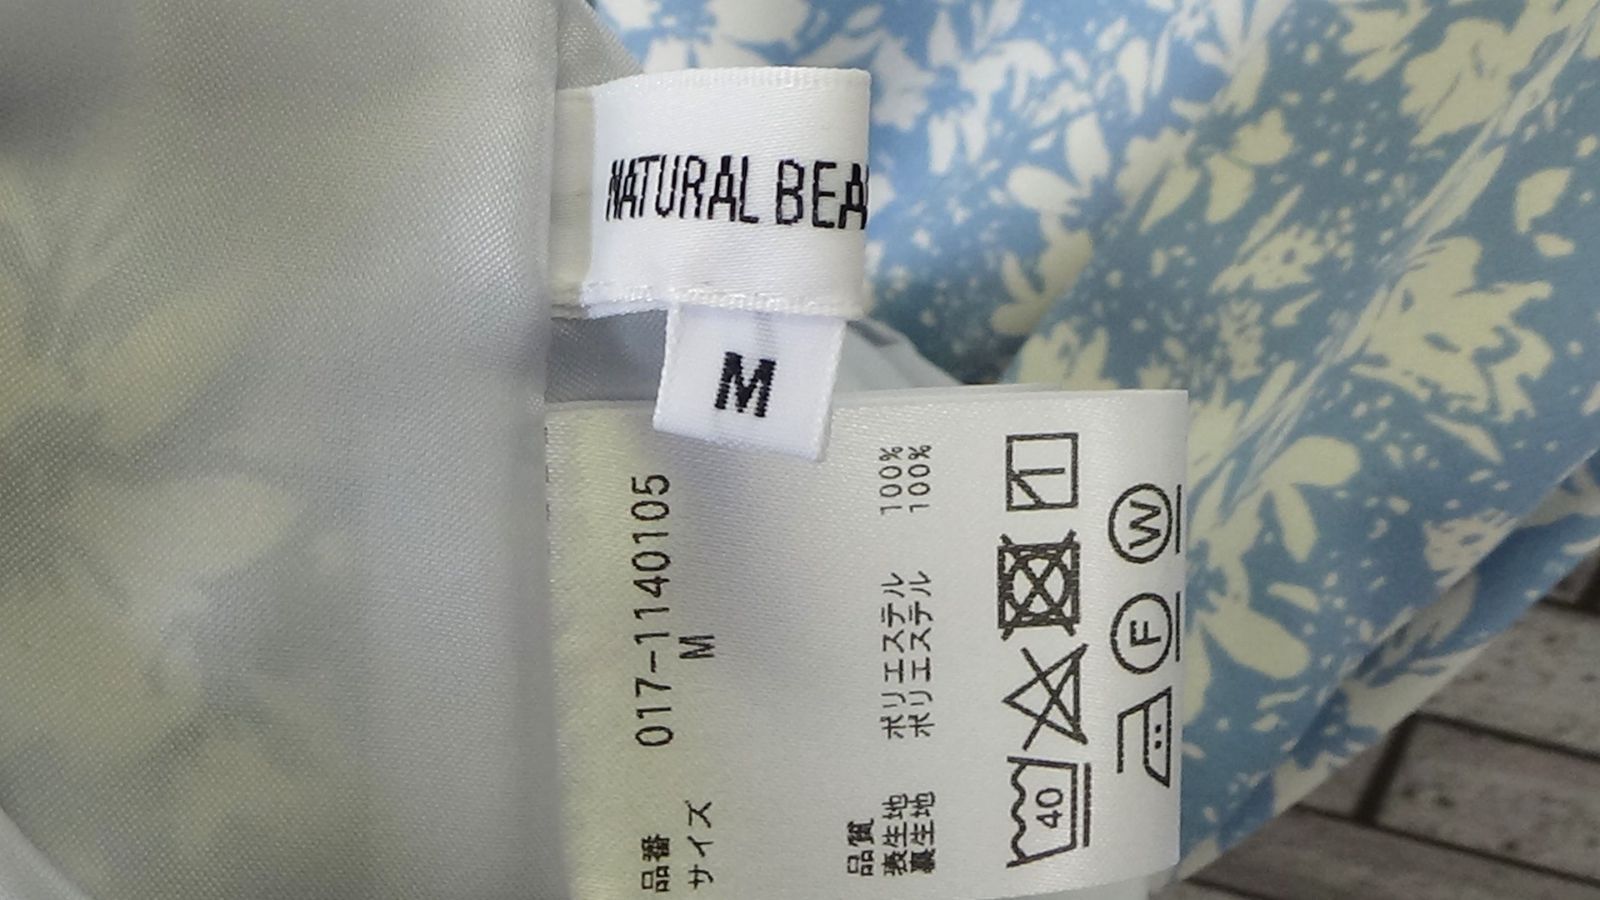 NATURAL BEA
M
品番 017-1140105
サイズ M
品質
表生地 ポリエステル 100%
裏生地 ポリエステル 100%
40
F W